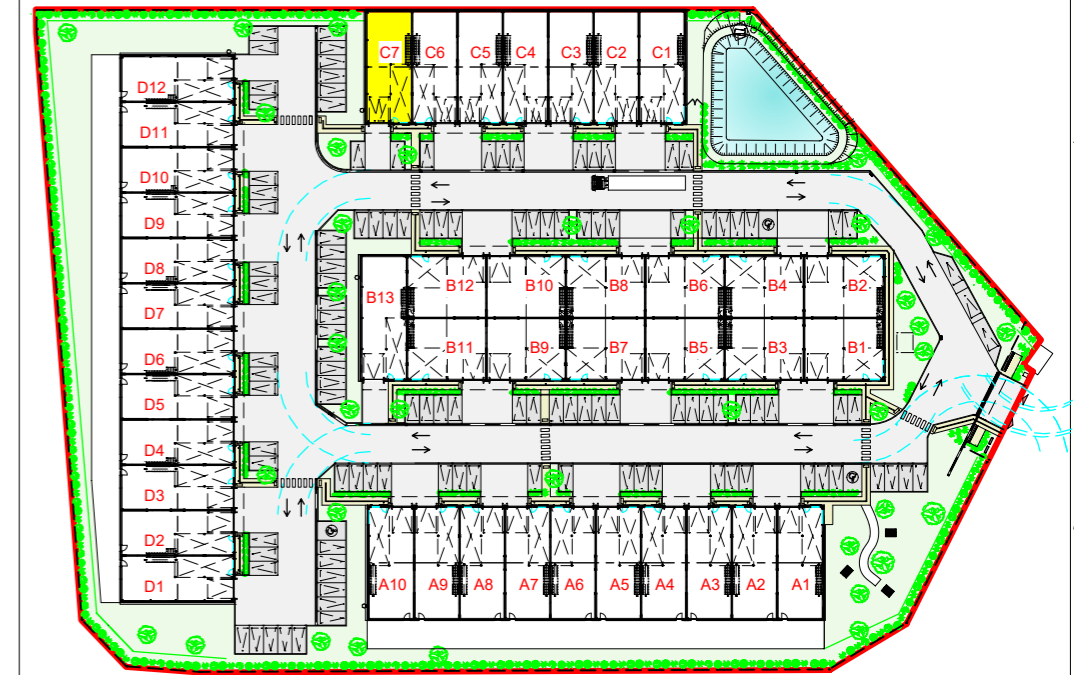 C7 C6 C5 C4 C3 C2 C1
D12
D11
D10
D9
D8
D7
D6
D5
D4
D3
D2
D1
B13 B12 B10 B8 B6 B4 B2
B11 B9 B7 B5 B3 B1
A10 A9 A8 A7 A6 A5 A4 A3 A2 A1